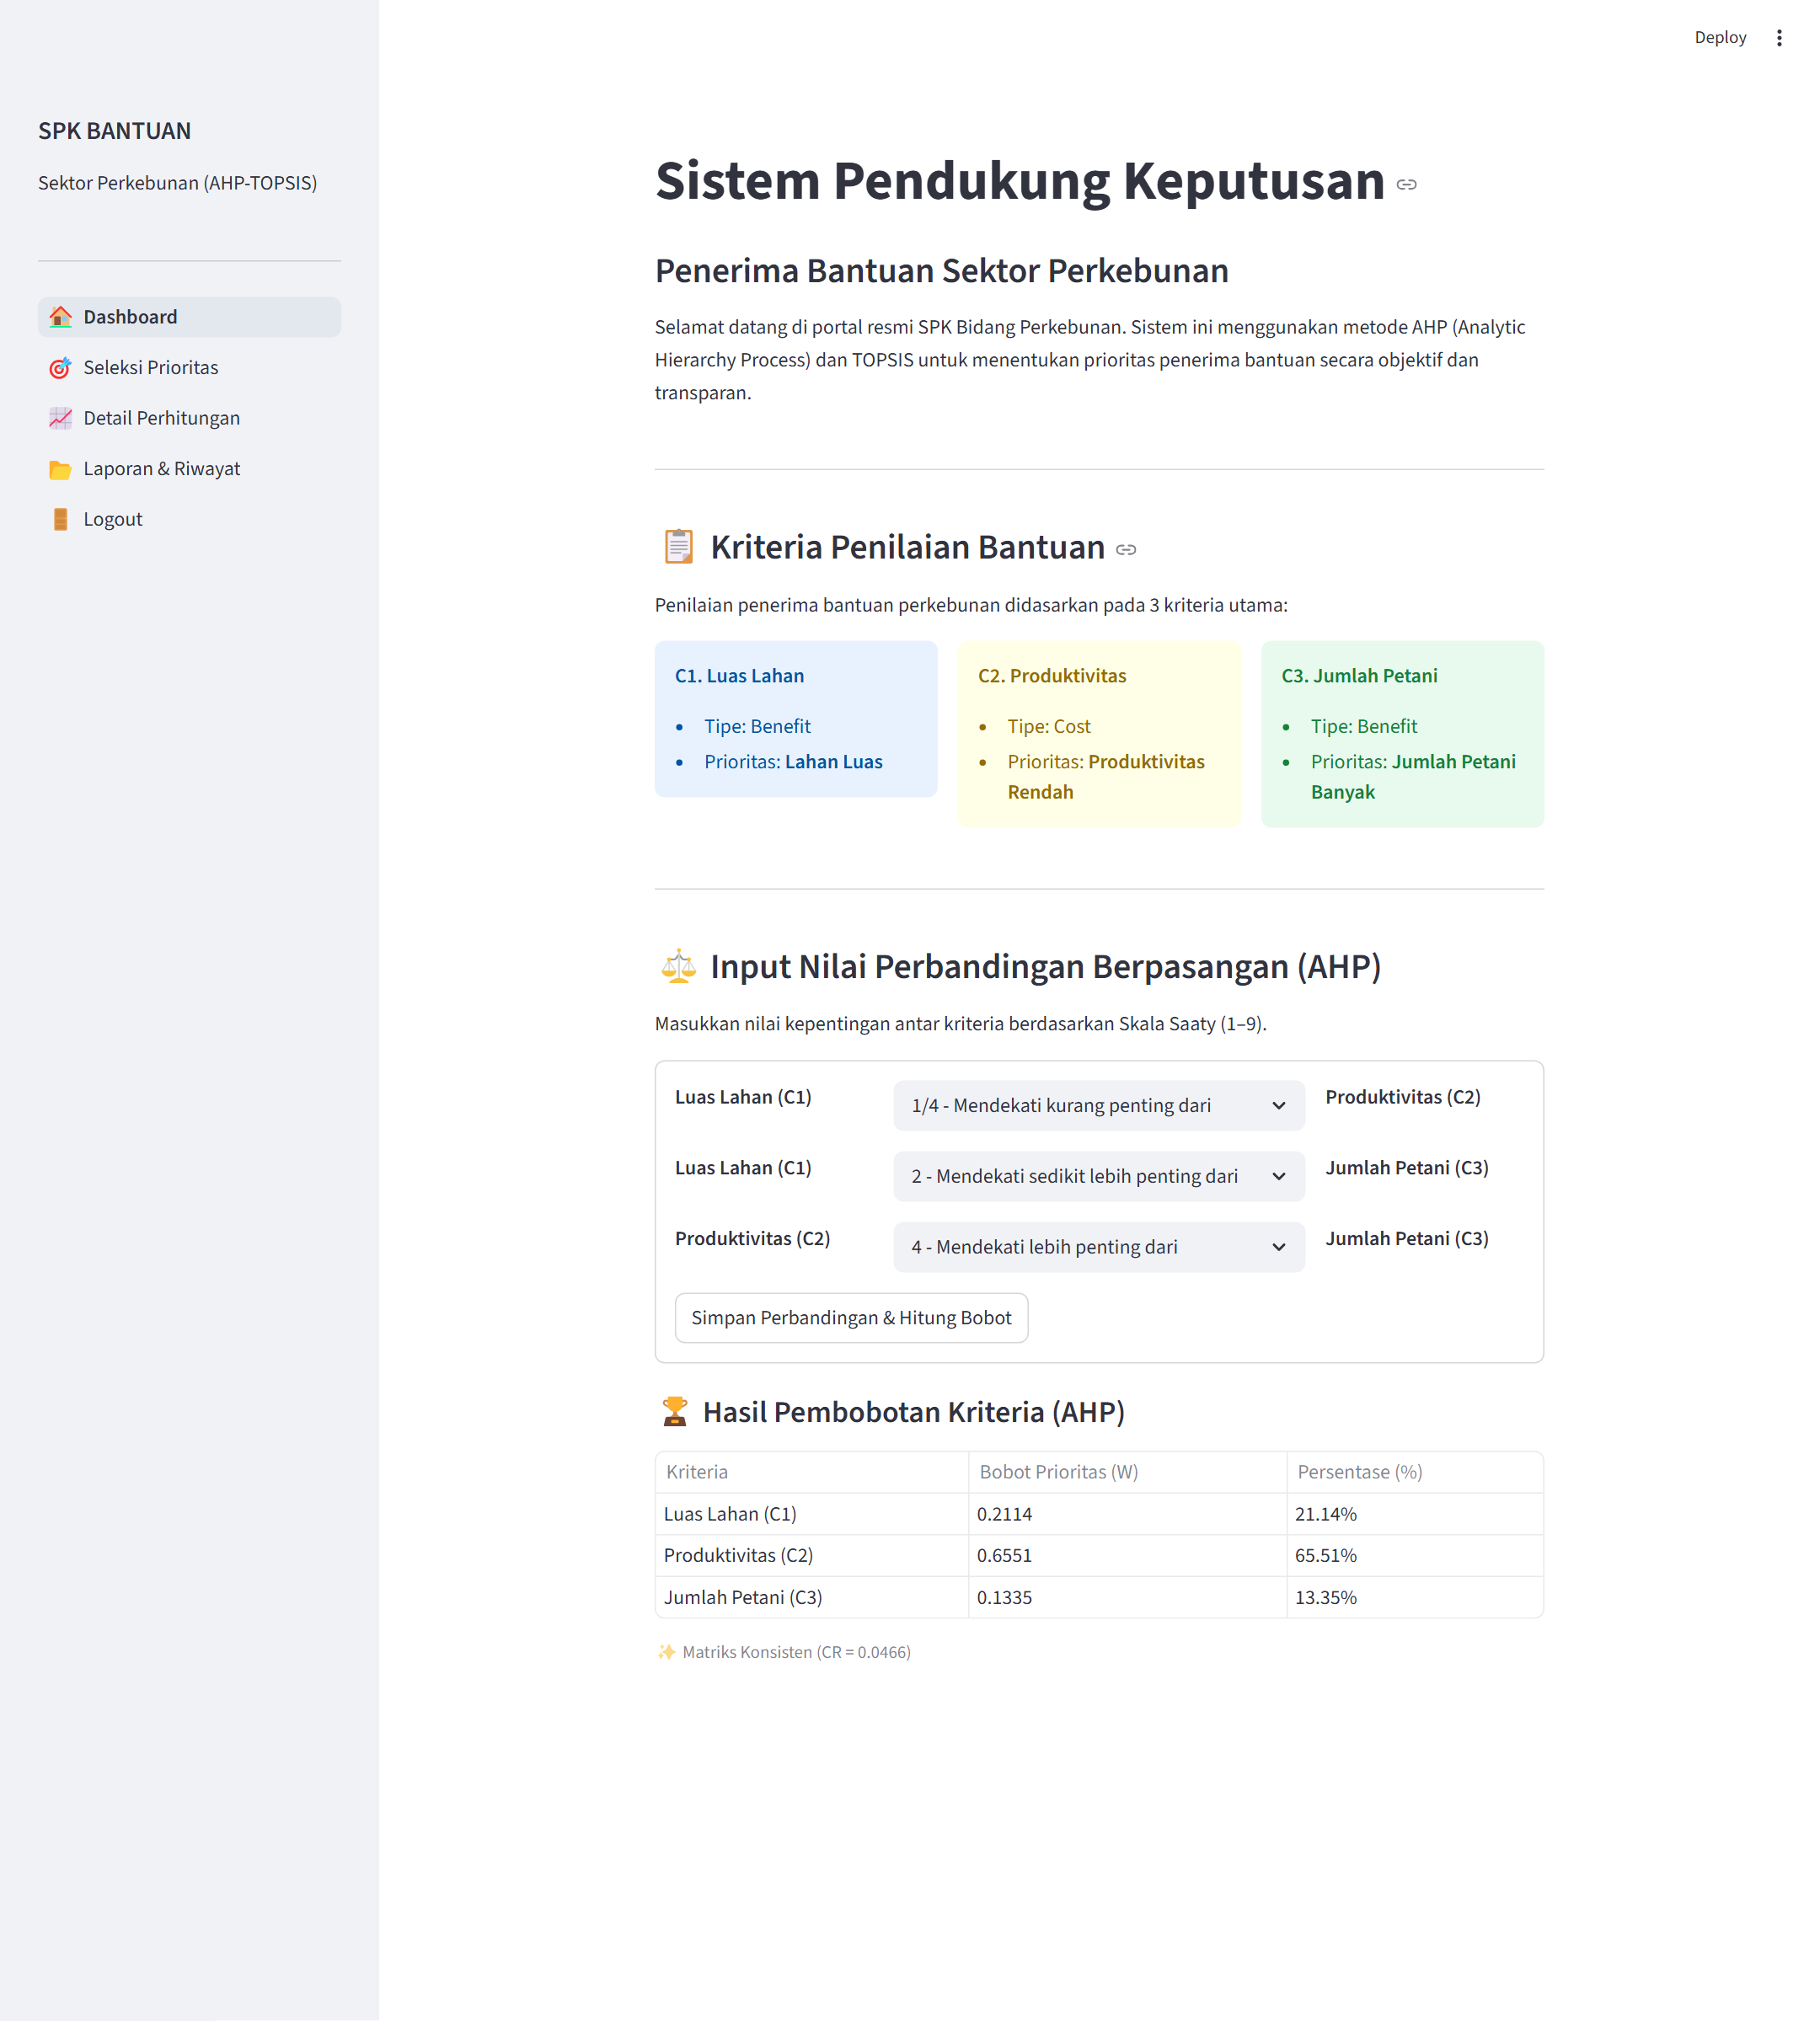 Deploy
SPK BANTUAN
Sektor Perkebunan (AHP-TOPSIS)
Dashboard
Seleksi Prioritas
Detail Perhitungan
Laporan & Riwayat
Logout
Sistem Pendukung Keputusan
Penerima Bantuan Sektor Perkebunan
Selamat datang di portal resmi SPK Bidang Perkebunan. Sistem ini menggunakan metode AHP (Analytic
Hierarchy Process) dan TOPSIS untuk menentukan prioritas penerima bantuan secara objektif dan
transparan.
Kriteria Penilaian Bantuan
Penilaian penerima bantuan perkebunan didasarkan pada 3 kriteria utama:
C1. Luas Lahan
• Tipe: Benefit
• Prioritas: Lahan Luas
C2. Produktivitas
• Tipe: Cost
• Prioritas: Produktivitas
Rendah
C3. Jumlah Petani
• Tipe: Benefit
• Prioritas: Jumlah Petani
Banyak
Input Nilai Perbandingan Berpasangan (AHP)
Masukkan nilai kepentingan antar kriteria berdasarkan Skala Saaty (1–9).
Luas Lahan (C1) 1/4 - Mendekati kurang penting dari Produktivitas (C2)
Luas Lahan (C1) 2 - Mendekati sedikit lebih penting dari Jumlah Petani (C3)
Produktivitas (C2) 4 - Mendekati lebih penting dari Jumlah Petani (C3)
Simpan Perbandingan & Hitung Bobot
Hasil Pembobotan Kriteria (AHP)
Kriteria Bobot Prioritas (W) Persentase (%)
Luas Lahan (C1) 0.2114 21.14%
Produktivitas (C2) 0.6551 65.51%
Jumlah Petani (C3) 0.1335 13.35%
Matriks Konsisten (CR = 0.0466)